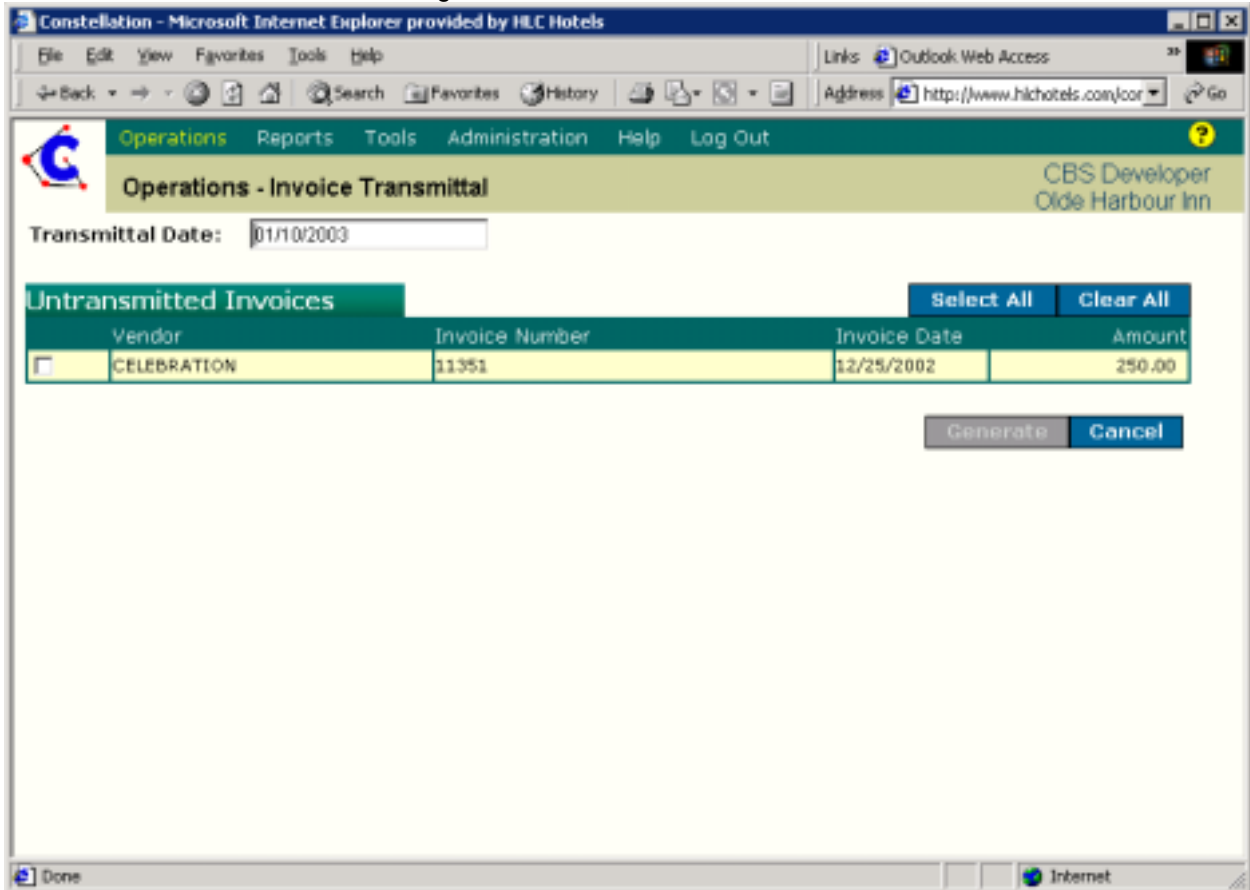 Constellation - Microsoft Internet Explorer provided by HLC Hotels
File Edit View Favorites Tools Help Links Outlook Web Access »
Back Search Favorites History Address http://www.hlchotels.com/cor Go
Operations Reports Tools Administration Help Log Out ?
C
Operations - Invoice Transmittal
CBS Developer
Olde Harbour Inn
Transmittal Date: 01/10/2003
Untransmitted Invoices Select All Clear All
Vendor Invoice Number Invoice Date Amount
CELEBRATION 11351 12/25/2002 250.00
Generate Cancel
Done Internet